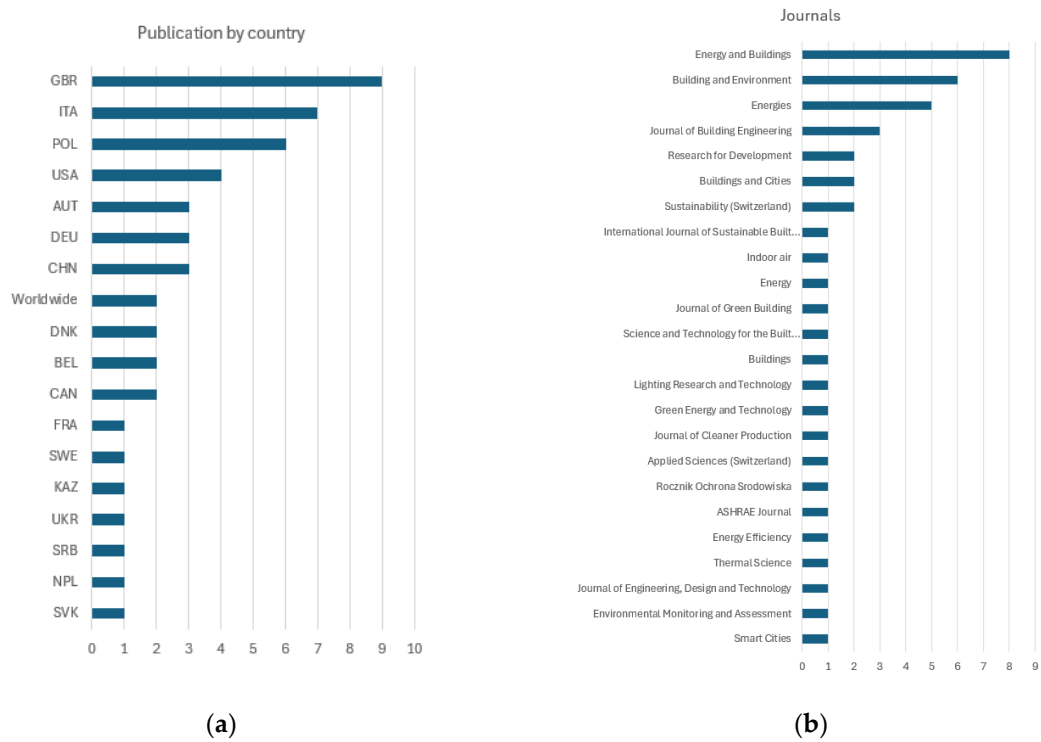 Publication by country
GBR
ITA
POL
USA
AUT
DEU
CHN
Worldwide
DNK
BEL
CAN
FRA
SWE
KAZ
UKR
SRB
NPL
SVK
0 1 2 3 4 5 6 7 8 9 10
(a)
Journals
Energy and Buildings
Building and Environment
Energies
Journal of Building Engineering
Research for Development
Buildings and Cities
Sustainability (Switzerland)
International Journal of Sustainable Built...
Indoor air
Energy
Journal of Green Building
Science and Technology for the Built...
Buildings
Lighting Research and Technology
Green Energy and Technology
Journal of Cleaner Production
Applied Sciences (Switzerland)
Rocznik Ochrona Srodowiska
ASHRAE Journal
Energy Efficiency
Thermal Science
Journal of Engineering, Design and Technology
Environmental Monitoring and Assessment
Smart Cities
0 1 2 3 4 5 6 7 8 9
(b)